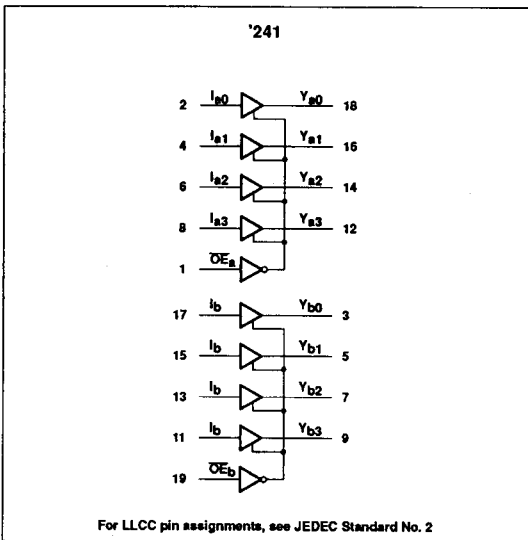 '241
2 Ia0 Ya0 18
4 Ia1 Ya1 16
6 Ia2 Ya2 14
8 Ia3 Ya3 12
1 OEa
17 Ib Yb0 3
15 Ib Yb1 5
13 Ib Yb2 7
11 Ib Yb3 9
19 OEb
For LLCC pin assignments, see JEDEC Standard No. 2